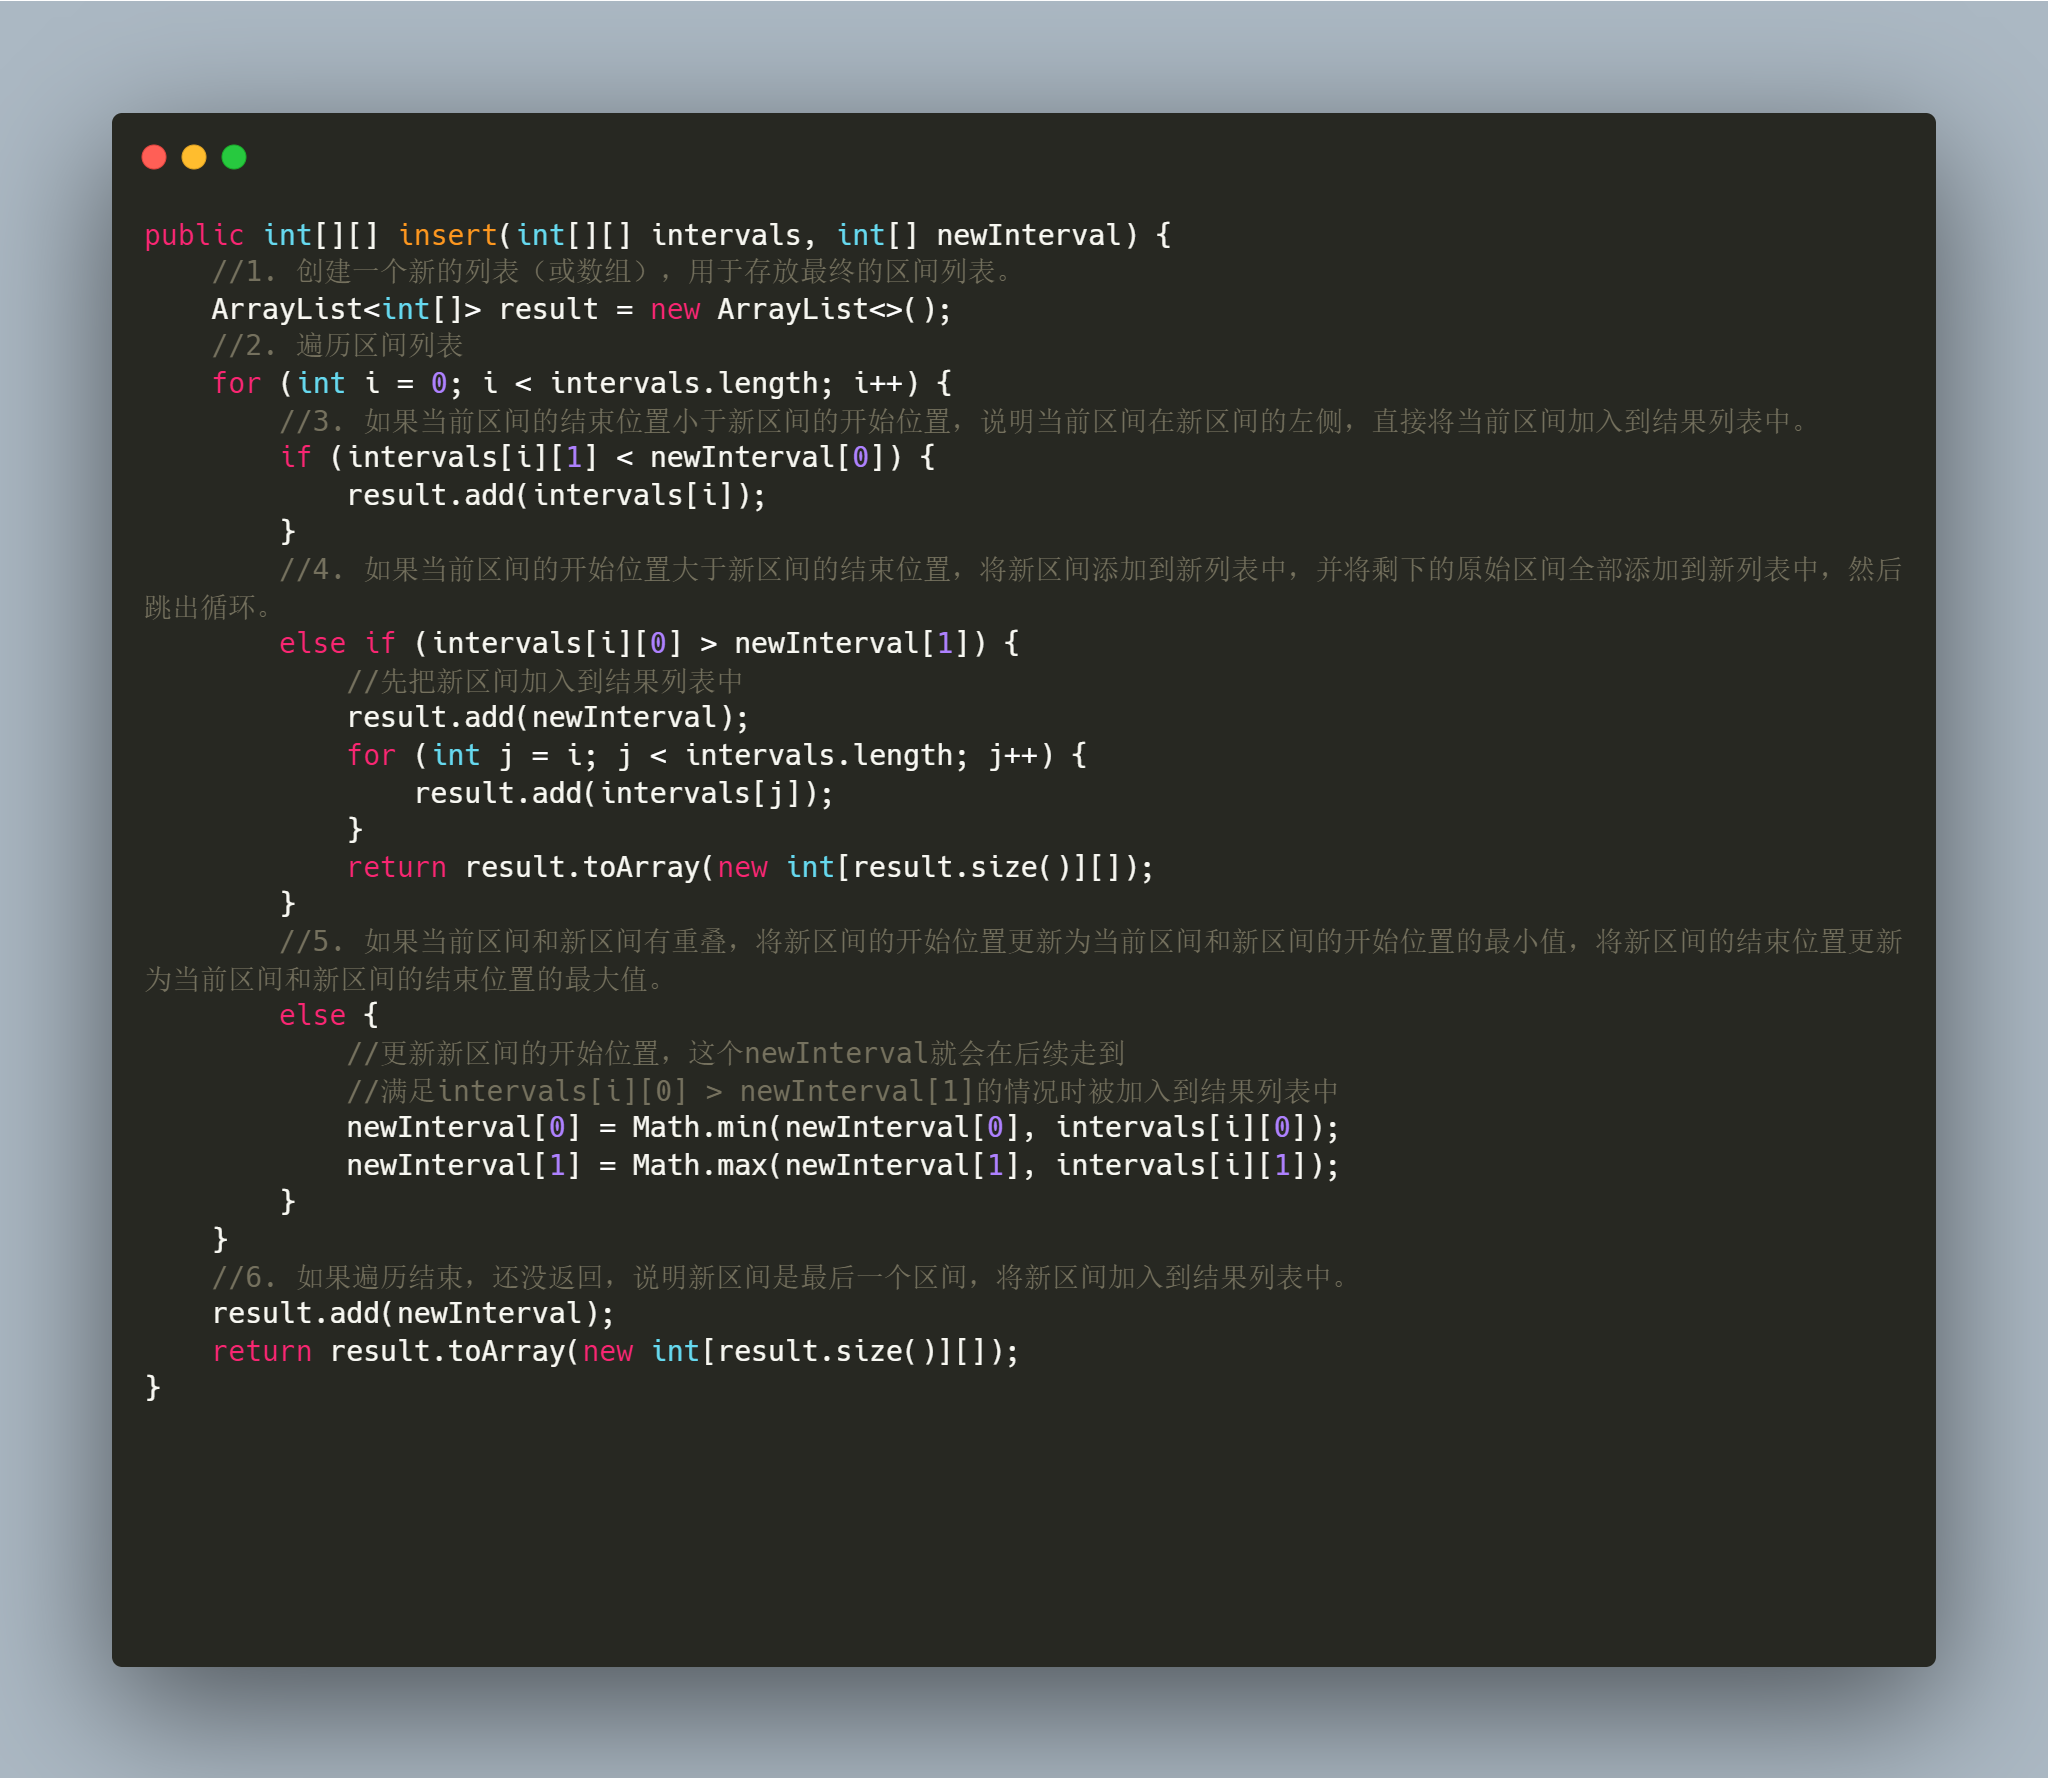 public int[][] insert(int[][] intervals, int[] newInterval) {
    //1. 创建一个新的列表（或数组），用于存放最终的区间列表。
    ArrayList<int[]> result = new ArrayList<>();
    //2. 遍历区间列表
    for (int i = 0; i < intervals.length; i++) {
        //3. 如果当前区间的结束位置小于新区间的开始位置，说明当前区间在新区间的左侧，直接将当前区间加入到结果列表中。
        if (intervals[i][1] < newInterval[0]) {
            result.add(intervals[i]);
        }
        //4. 如果当前区间的开始位置大于新区间的结束位置，将新区间添加到新列表中，并将剩下的原始区间全部添加到新列表中，然后
跳出循环。
        else if (intervals[i][0] > newInterval[1]) {
            //先把新区间加入到结果列表中
            result.add(newInterval);
            for (int j = i; j < intervals.length; j++) {
                result.add(intervals[j]);
            }
            return result.toArray(new int[result.size()][]);
        }
        //5. 如果当前区间和新区间有重叠，将新区间的开始位置更新为当前区间和新区间的开始位置的最小值，将新区间的结束位置更新
为当前区间和新区间的结束位置的最大值。
        else {
            //更新新区间的开始位置，这个newInterval就会在后续走到
            //满足intervals[i][0] > newInterval[1]的情况时被加入到结果列表中
            newInterval[0] = Math.min(newInterval[0], intervals[i][0]);
            newInterval[1] = Math.max(newInterval[1], intervals[i][1]);
        }
    }
    //6. 如果遍历结束，还没返回，说明新区间是最后一个区间，将新区间加入到结果列表中。
    result.add(newInterval);
    return result.toArray(new int[result.size()][]);
}